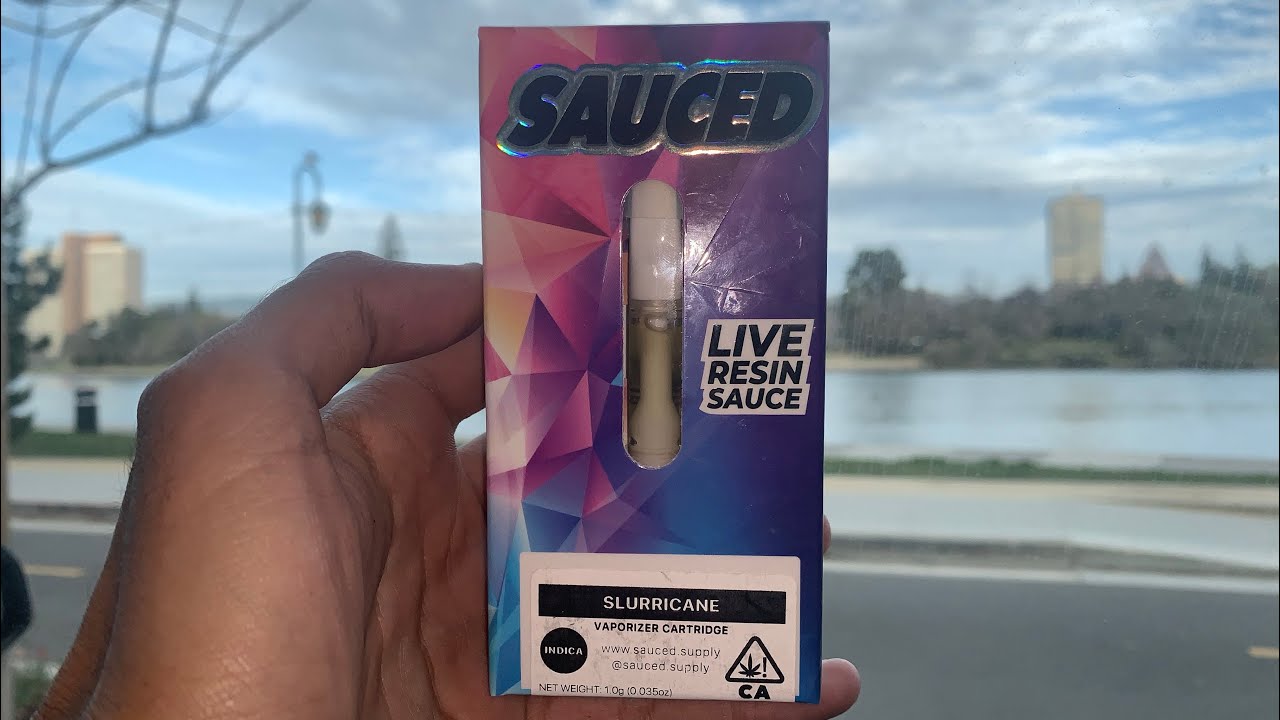 SAUCED
LIVE
RESIN
SAUCE
SLURRICANE
VAPORIZER CARTRIDGE
INDICA
www.sauced.supply
@sauced.supply
NET WEIGHT: 1.0g (0.035oz)
CA